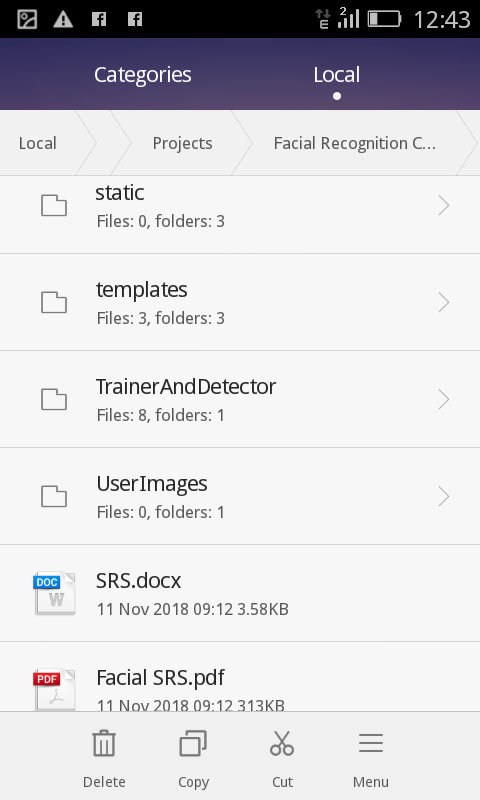 2
E
12:43
Categories
Local
Local
Projects
Facial Recognition C...
static
Files: 0, folders: 3
templates
Files: 3, folders: 3
TrainerAndDetector
Files: 8, folders: 1
UserImages
Files: 0, folders: 1
DOC
W
SRS.docx
11 Nov 2018 09:12 3.58KB
PDF
Facial SRS.pdf
11 Nov 2018 09:12 313KB
Delete
Copy
Cut
Menu